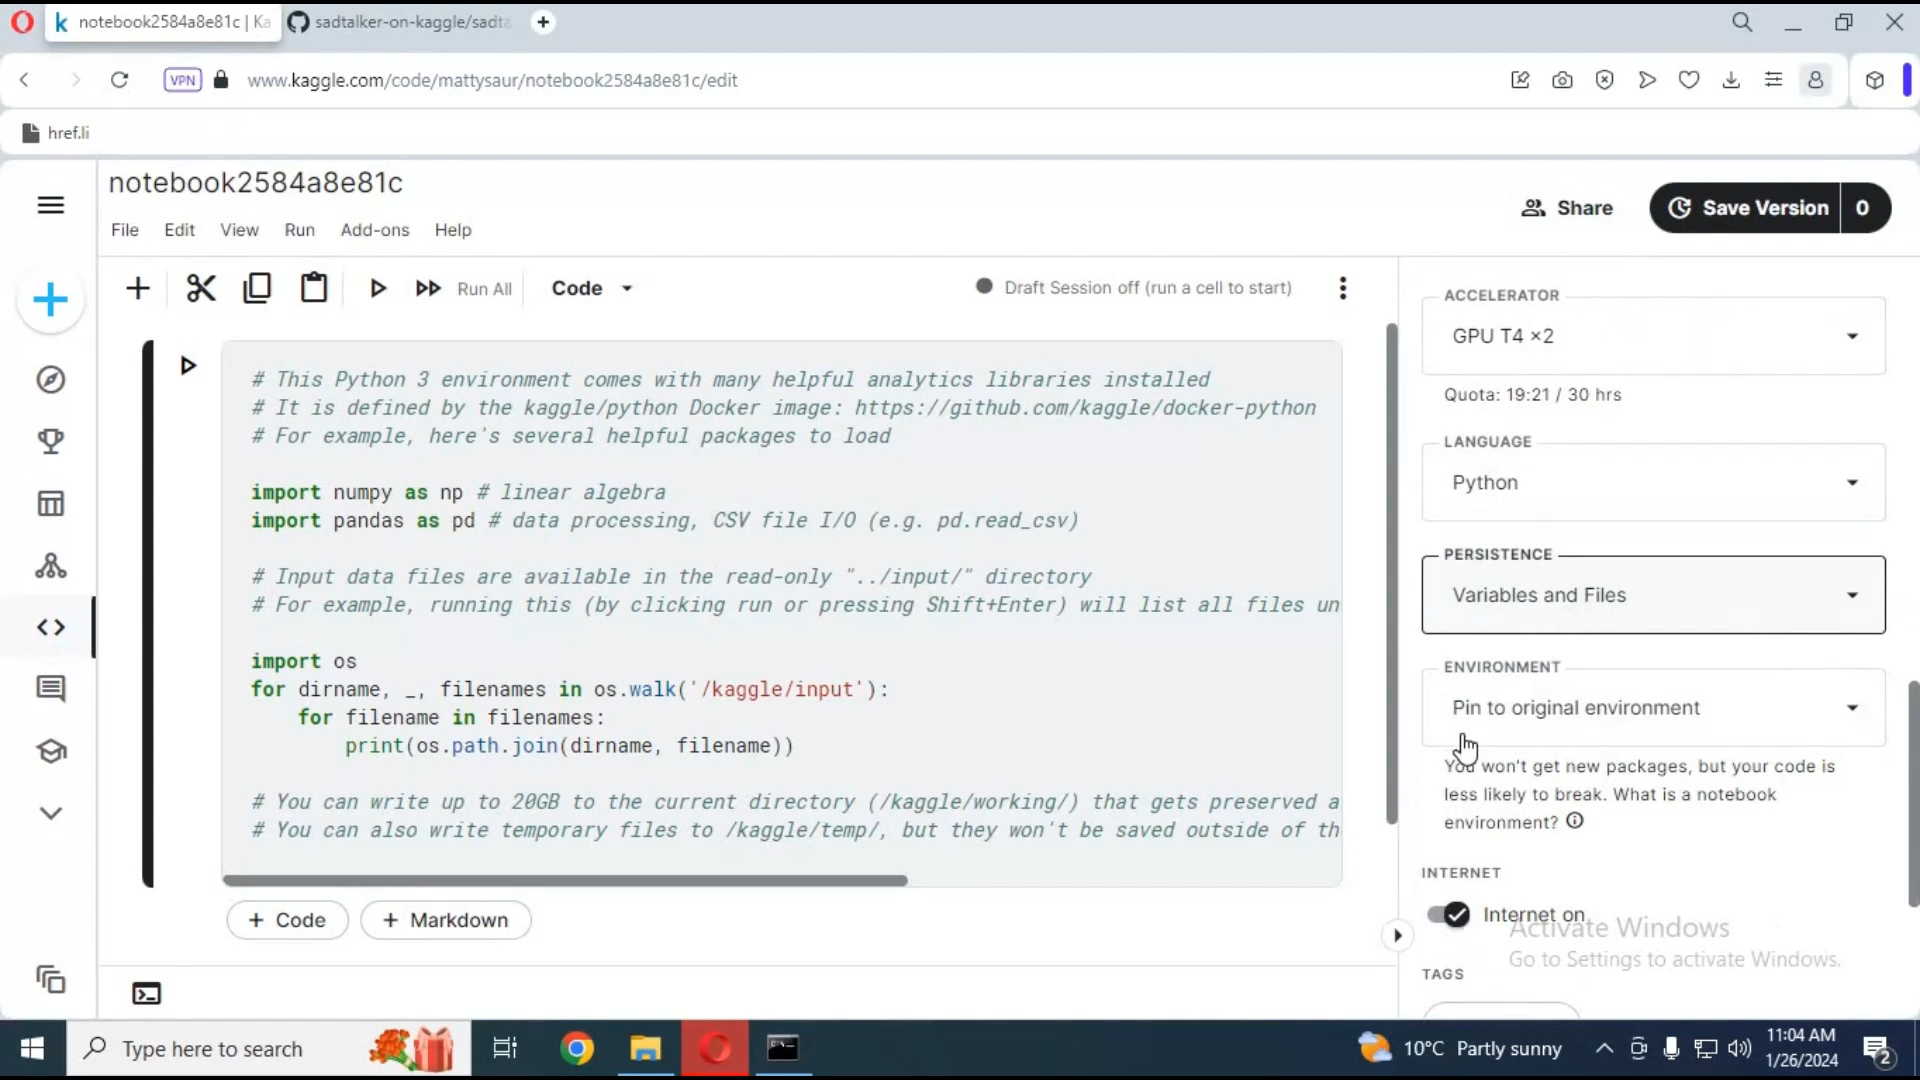 notebook2584a8e81c | Ka
sadtalker-on-kaggle/sadta
VPN
www.kaggle.com/code/mattysaur/notebook2584a8e81c/edit
href.li
notebook2584a8e81c
File Edit View Run Add-ons Help
Share
Save Version 0
Run All
Code
Draft Session off (run a cell to start)
# This Python 3 environment comes with many helpful analytics libraries installed
# It is defined by the kaggle/python Docker image: https://github.com/kaggle/docker-python
# For example, here's several helpful packages to load
import numpy as np # linear algebra
import pandas as pd # data processing, CSV file I/O (e.g. pd.read_csv)
# Input data files are available in the read-only "../input/" directory
# For example, running this (by clicking run or pressing Shift+Enter) will list all files un
import os
for dirname, _, filenames in os.walk('/kaggle/input'):
    for filename in filenames:
        print(os.path.join(dirname, filename))
# You can write up to 20GB to the current directory (/kaggle/working/) that gets preserved a
# You can also write temporary files to /kaggle/temp/, but they won't be saved outside of th
+ Code
+ Markdown
ACCELERATOR
GPU T4 ×2
Quota: 19:21 / 30 hrs
LANGUAGE
Python
PERSISTENCE
Variables and Files
ENVIRONMENT
Pin to original environment
You won't get new packages, but your code is
less likely to break. What is a notebook
environment?
INTERNET
Internet on
Activate Windows
Go to Settings to activate Windows.
TAGS
Type here to search
10°C Partly sunny
11:04 AM
1/26/2024
2